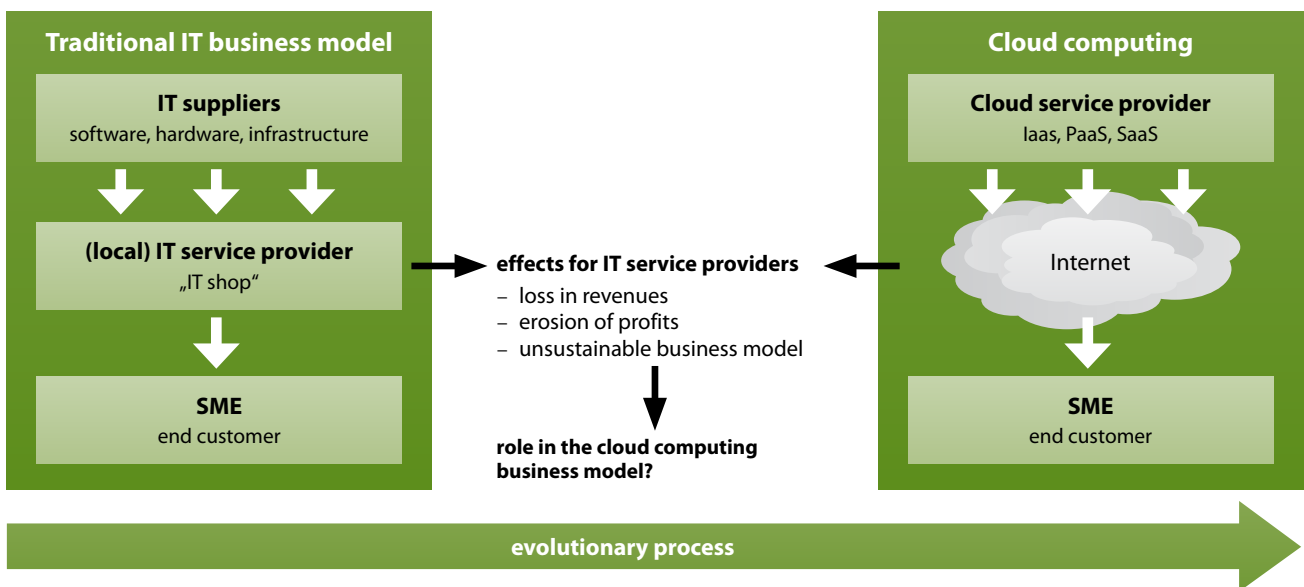 Traditional IT business model
IT suppliers
software, hardware, infrastructure
(local) IT service provider
„IT shop“
SME
end customer
effects for IT service providers
– loss in revenues
– erosion of profits
– unsustainable business model
role in the cloud computing
business model?
Cloud computing
Cloud service provider
Iaas, PaaS, SaaS
Internet
SME
end customer
evolutionary process